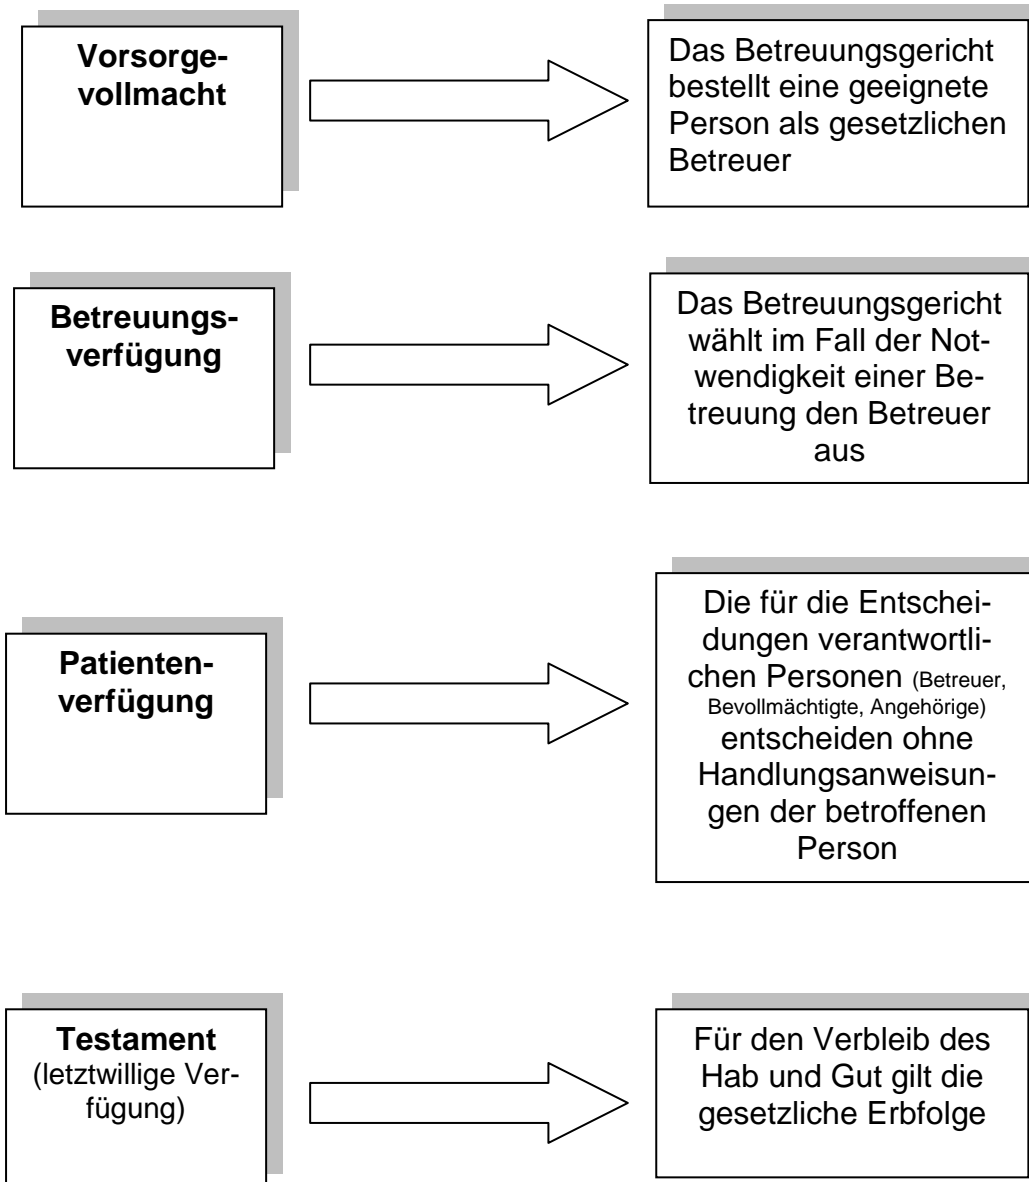 Vorsorge-
vollmacht
Das Betreuungsgericht
bestellt eine geeignete
Person als gesetzlichen
Betreuer
Betreuungs-
verfügung
Das Betreuungsgericht
wählt im Fall der Not-
wendigkeit einer Be-
treuung den Betreuer
aus
Patienten-
verfügung
Die für die Entschei-
dungen verantwortli-
chen Personen (Betreuer,
Bevollmächtigte, Angehörige)
entscheiden ohne
Handlungsanweisun-
gen der betroffenen
Person
Testament
(letztwillige Ver-
fügung)
Für den Verbleib des
Hab und Gut gilt die
gesetzliche Erbfolge